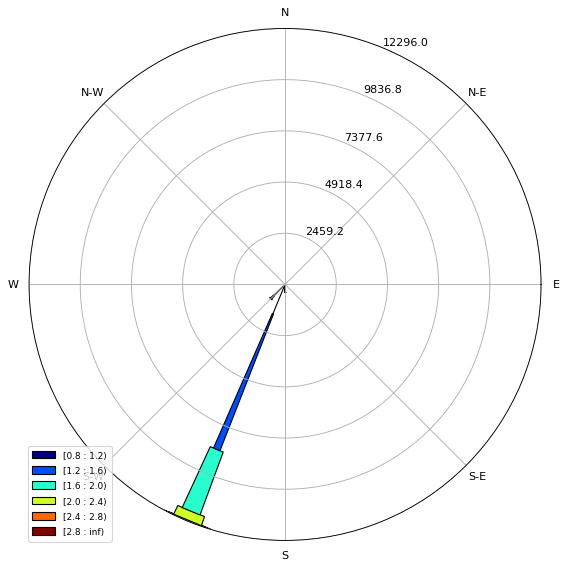 N
12296.0
N-W
9836.8
N-E
7377.6
4918.4
2459.2
W
E
[0.8 : 1.2)
[1.2 : 1.6)
S-W
S-E
[1.6 : 2.0)
[2.0 : 2.4)
[2.4 : 2.8)
[2.8 : inf)
S